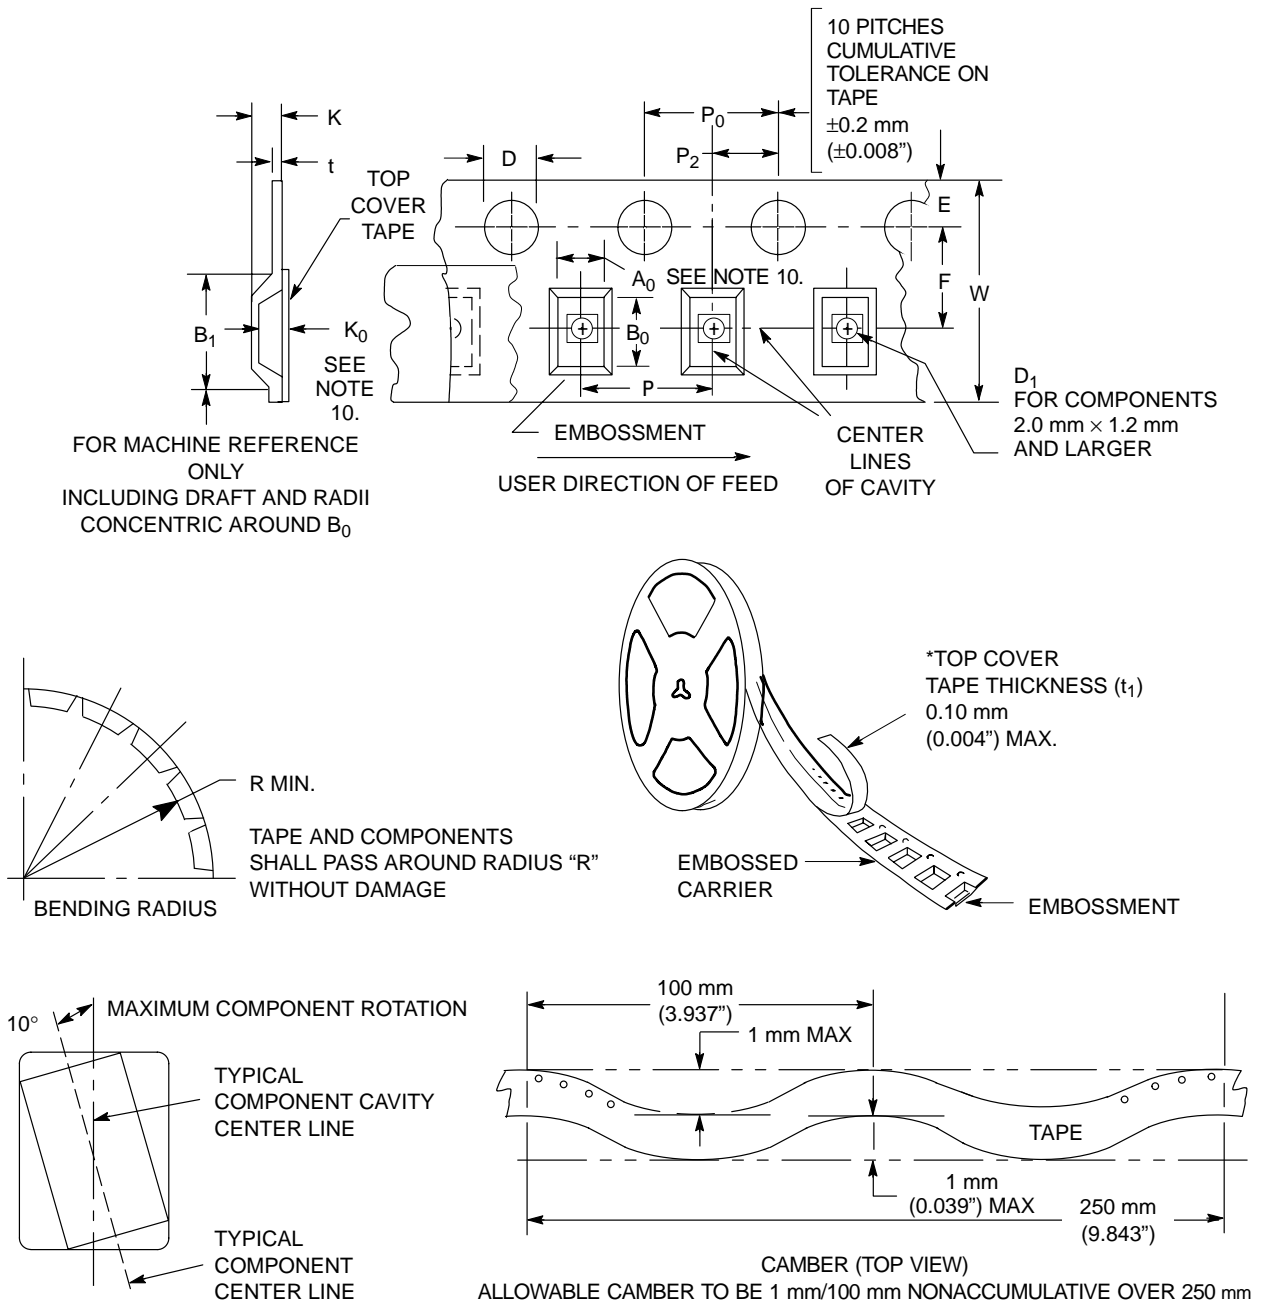 10 PITCHES
CUMULATIVE
TOLERANCE ON
TAPE
±0.2 mm
(±0.008”)
K
t
TOP
COVER
TAPE
D
P0
P2
E
F
W
A0
SEE NOTE 10.
B0
B1
K0
SEE
NOTE
10.
P
D1
FOR COMPONENTS
2.0 mm × 1.2 mm
AND LARGER
FOR MACHINE REFERENCE
ONLY
INCLUDING DRAFT AND RADII
CONCENTRIC AROUND B0
EMBOSSMENT
USER DIRECTION OF FEED
CENTER
LINES
OF CAVITY
*TOP COVER
TAPE THICKNESS (t1)
0.10 mm
(0.004”) MAX.
R MIN.
TAPE AND COMPONENTS
SHALL PASS AROUND RADIUS “R”
WITHOUT DAMAGE
BENDING RADIUS
EMBOSSED
CARRIER
EMBOSSMENT
10°
MAXIMUM COMPONENT ROTATION
TYPICAL
COMPONENT CAVITY
CENTER LINE
TYPICAL
COMPONENT
CENTER LINE
100 mm
(3.937”)
1 mm MAX
TAPE
1 mm
(0.039”) MAX
250 mm
(9.843”)
CAMBER (TOP VIEW)
ALLOWABLE CAMBER TO BE 1 mm/100 mm NONACCUMULATIVE OVER 250 mm